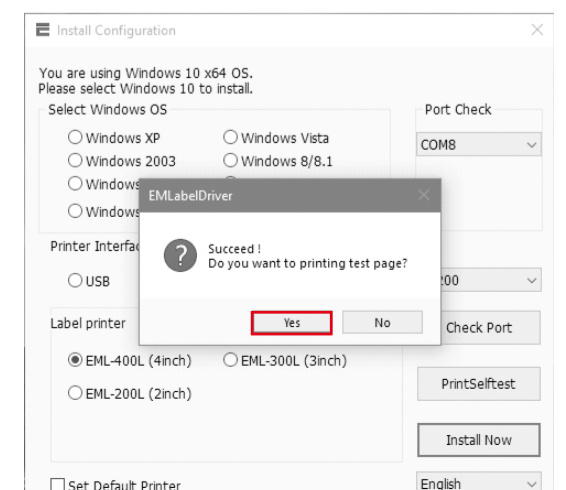 Install Configuration
You are using Windows 10 x64 OS.
Please select Windows 10 to install.
Select Windows OS
Port Check
Windows XP
Windows Vista
COM8
Windows 2003
Windows 8/8.1
Windows
EMLabelDriver
Windows
Printer Interfac
Succeed !
Do you want to printing test page?
USB
200
Label printer
Yes
No
Check Port
EML-400L (4inch)
EML-300L (3inch)
EML-200L (2inch)
PrintSelftest
Install Now
Set Default Printer
English